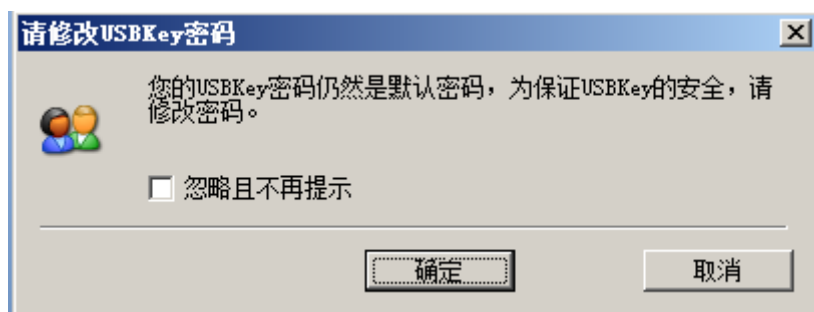 请修改USBKey密码
您的USBKey密码仍然是默认密码，为保证USBKey的安全，请
修改密码。
忽略且不再提示
确定
取消